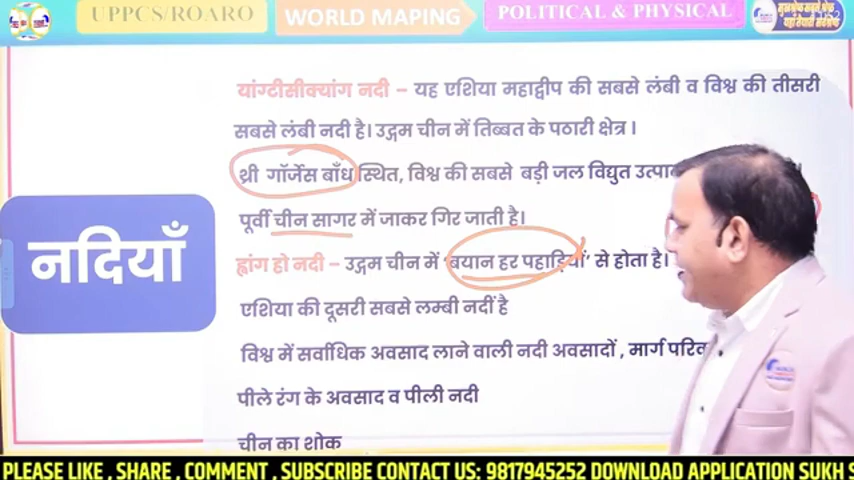 UPPCS/ROARO
WORLD MAPING
POLITICAL & PHYSICAL
यांग्टीसीक्यांग नदी – यह एशिया महाद्वीप की सबसे लंबी व विश्व की तीसरी
सबसे लंबी नदी है। उद्गम चीन में तिब्बत के पठारी क्षेत्र ।
थ्री गॉर्जेस बाँध स्थित, विश्व की सबसे बड़ी जल विद्युत
पूर्वी चीन सागर में जाकर गिर जाती है।
नदियाँ
ह्वांग हो नदी – उद्गम चीन में ‘बयान हर पहाड़ियों’ से होता है।
एशिया की दूसरी सबसे लम्बी नदीं है
विश्व में सर्वाधिक अवसाद लाने वाली नदी अवसादों , मार्ग
पीले रंग के अवसाद व पीली नदी
चीन का शोक
PLEASE LIKE , SHARE , COMMENT , SUBSCRIBE CONTACT US: 9817945252 DOWNLOAD APPLICATION SUKH S